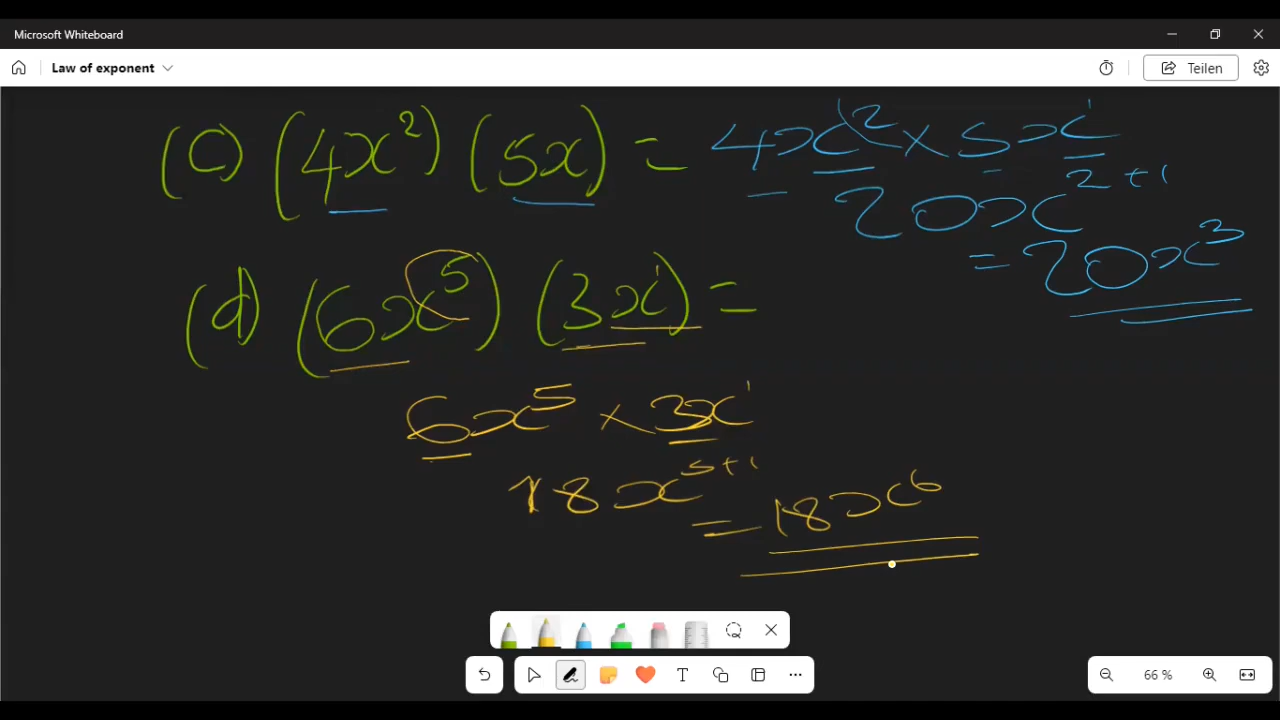 Microsoft Whiteboard
Law of exponent
Teilen
(c) (4x²) (5x) = 4x² × 5x¹
= 20x²⁺¹
= 20x³
(d) (6x⁵) (3x¹) =
6x⁵ × 3x¹
18x⁵⁺¹
= 18x⁶
T
66 %